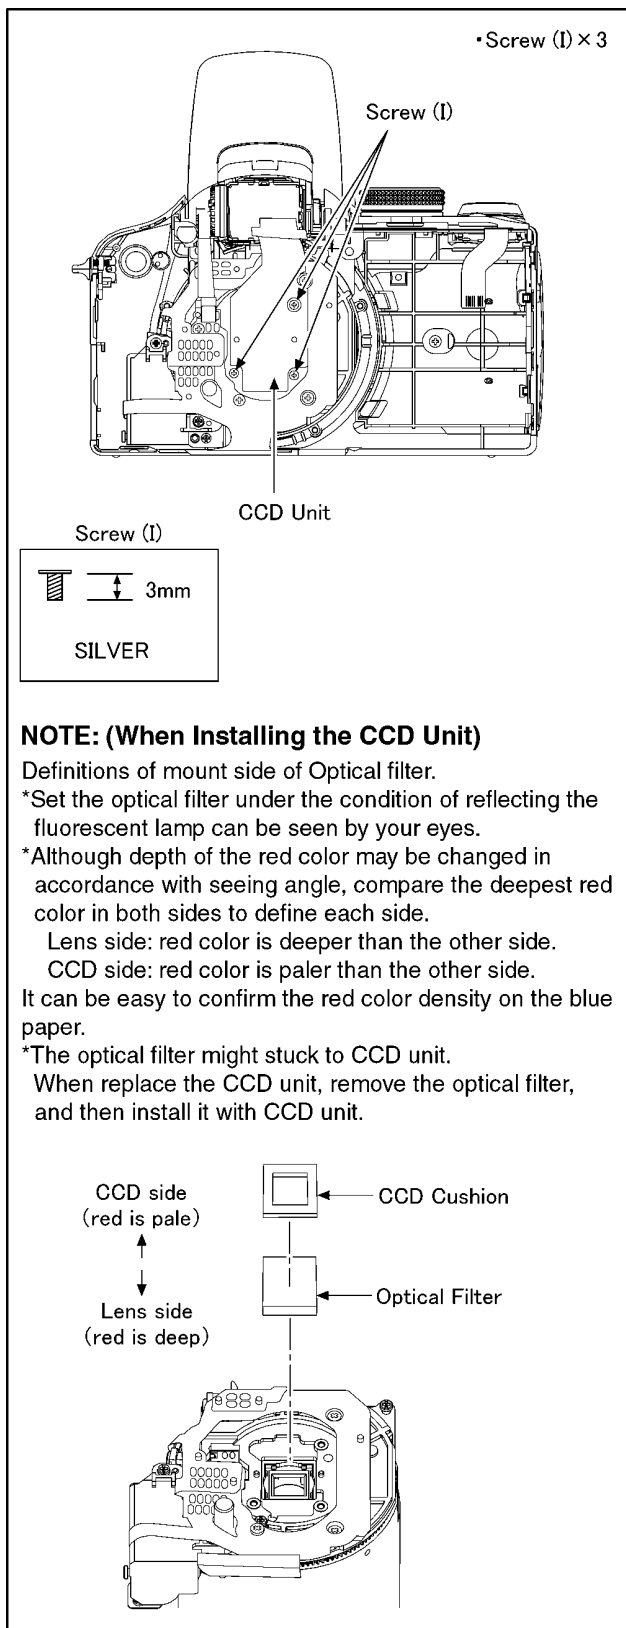 ・Screw (I) × 3
Screw (I)
CCD Unit
Screw (I)
3mm
SILVER
NOTE: (When Installing the CCD Unit)
Definitions of mount side of Optical filter.
*Set the optical filter under the condition of reflecting the
fluorescent lamp can be seen by your eyes.
*Although depth of the red color may be changed in
accordance with seeing angle, compare the deepest red
color in both sides to define each side.
Lens side: red color is deeper than the other side.
CCD side: red color is paler than the other side.
It can be easy to confirm the red color density on the blue
paper.
*The optical filter might stuck to CCD unit.
When replace the CCD unit, remove the optical filter,
and then install it with CCD unit.
CCD side
(red is pale)
CCD Cushion
Optical Filter
Lens side
(red is deep)